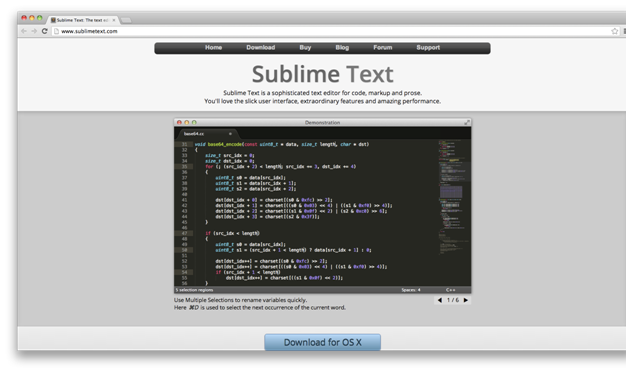 Sublime Text: The text ed
www.sublimetext.com
Home Download Buy Blog Forum Support
Sublime Text
Sublime Text is a sophisticated text editor for code, markup and prose.
You'll love the slick user interface, extraordinary features and amazing performance.
Demonstration
base64.cc
31 void base64_encode(const uint8_t * data, size_t length, char * dst)
32 {
33 size_t src_idx = 0;
34 size_t dst_idx = 0;
35 for (; (src_idx + 2) < length; src_idx += 3, dst_idx += 4)
36 {
37 uint8_t s0 = data[src_idx];
38 uint8_t s1 = data[src_idx + 1];
39 uint8_t s2 = data[src_idx + 2];
40
41 dst[dst_idx + 0] = charset[(s0 & 0xfc) >> 2];
42 dst[dst_idx + 1] = charset[((s0 & 0x03) << 4) | ((s1 & 0xf0) >> 4)];
43 dst[dst_idx + 2] = charset[((s1 & 0x0f) << 2) | (s2 & 0xc0) >> 6];
44 dst[dst_idx + 3] = charset[(s2 & 0x3f)];
45 }
46
47 if (src_idx < length)
48 {
49 uint8_t s0 = data[src_idx];
50 uint8_t s1 = (src_idx + 1 < length) ? data[src_idx + 1] : 0;
51
52 dst[dst_idx++] = charset[(s0 & 0xfc) >> 2];
53 dst[dst_idx++] = charset[((s0 & 0x03) << 4) | ((s1 & 0xf0) >> 4)];
54 if (src_idx + 1 < length)
55 dst[dst_idx++] = charset[((s1 & 0x0f) << 2)];
56 }
5 selection regions Spaces: 4 C++
Use Multiple Selections to rename variables quickly.
Here ⌘D is used to select the next occurrence of the current word.
◀ 1 / 6 ▶
Download for OS X